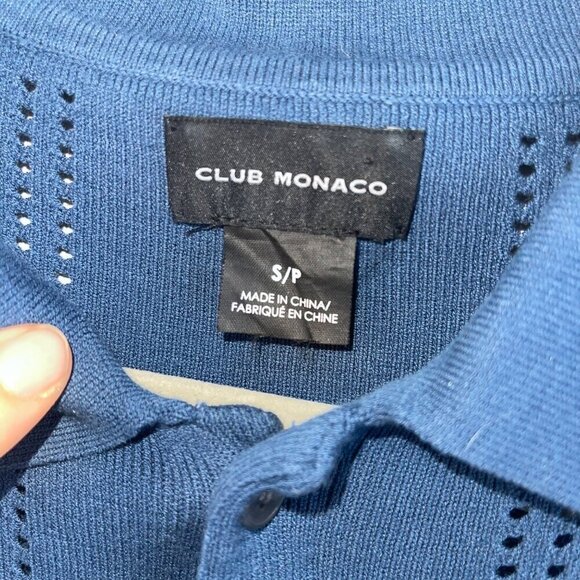 CLUB MONACO
S/P
MADE IN CHINA/
FABRIQUÉ EN CHINE